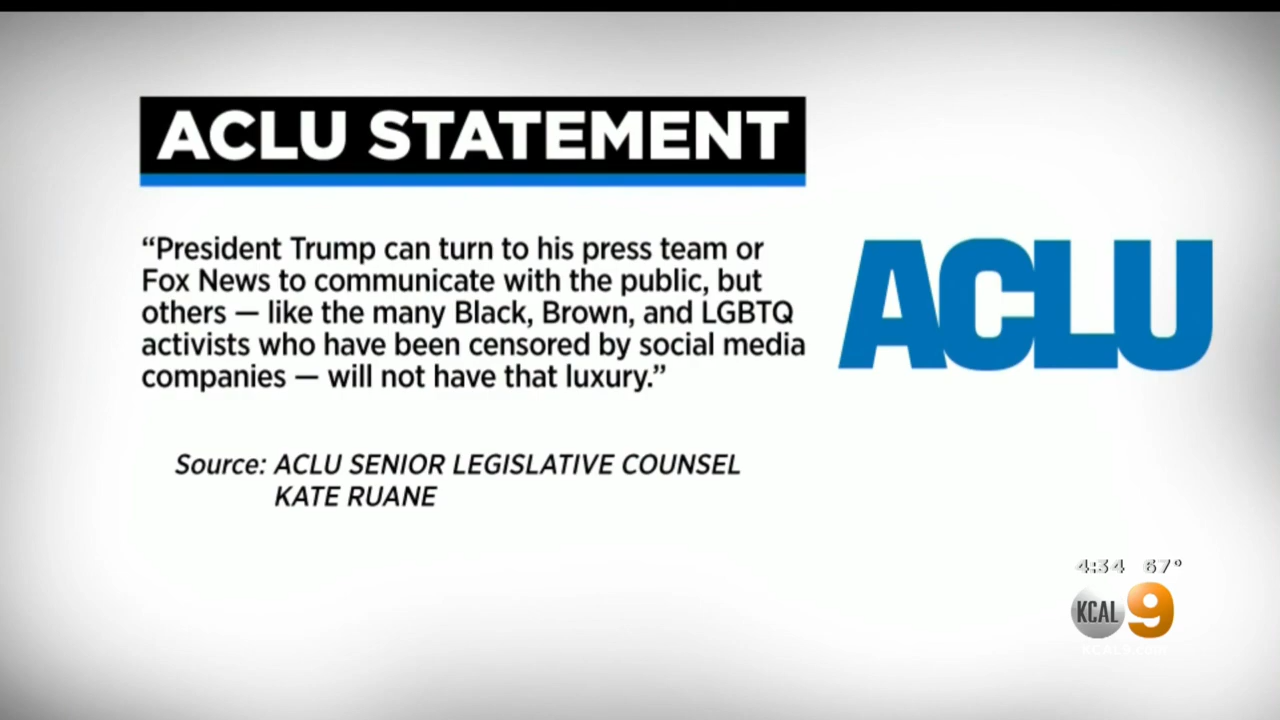 ACLU STATEMENT
“President Trump can turn to his press team or
Fox News to communicate with the public, but
others — like the many Black, Brown, and LGBTQ
activists who have been censored by social media
companies — will not have that luxury.”
ACLU
Source: ACLU SENIOR LEGISLATIVE COUNSEL
KATE RUANE
4:34 67°
KCAL 9
KCAL9.com